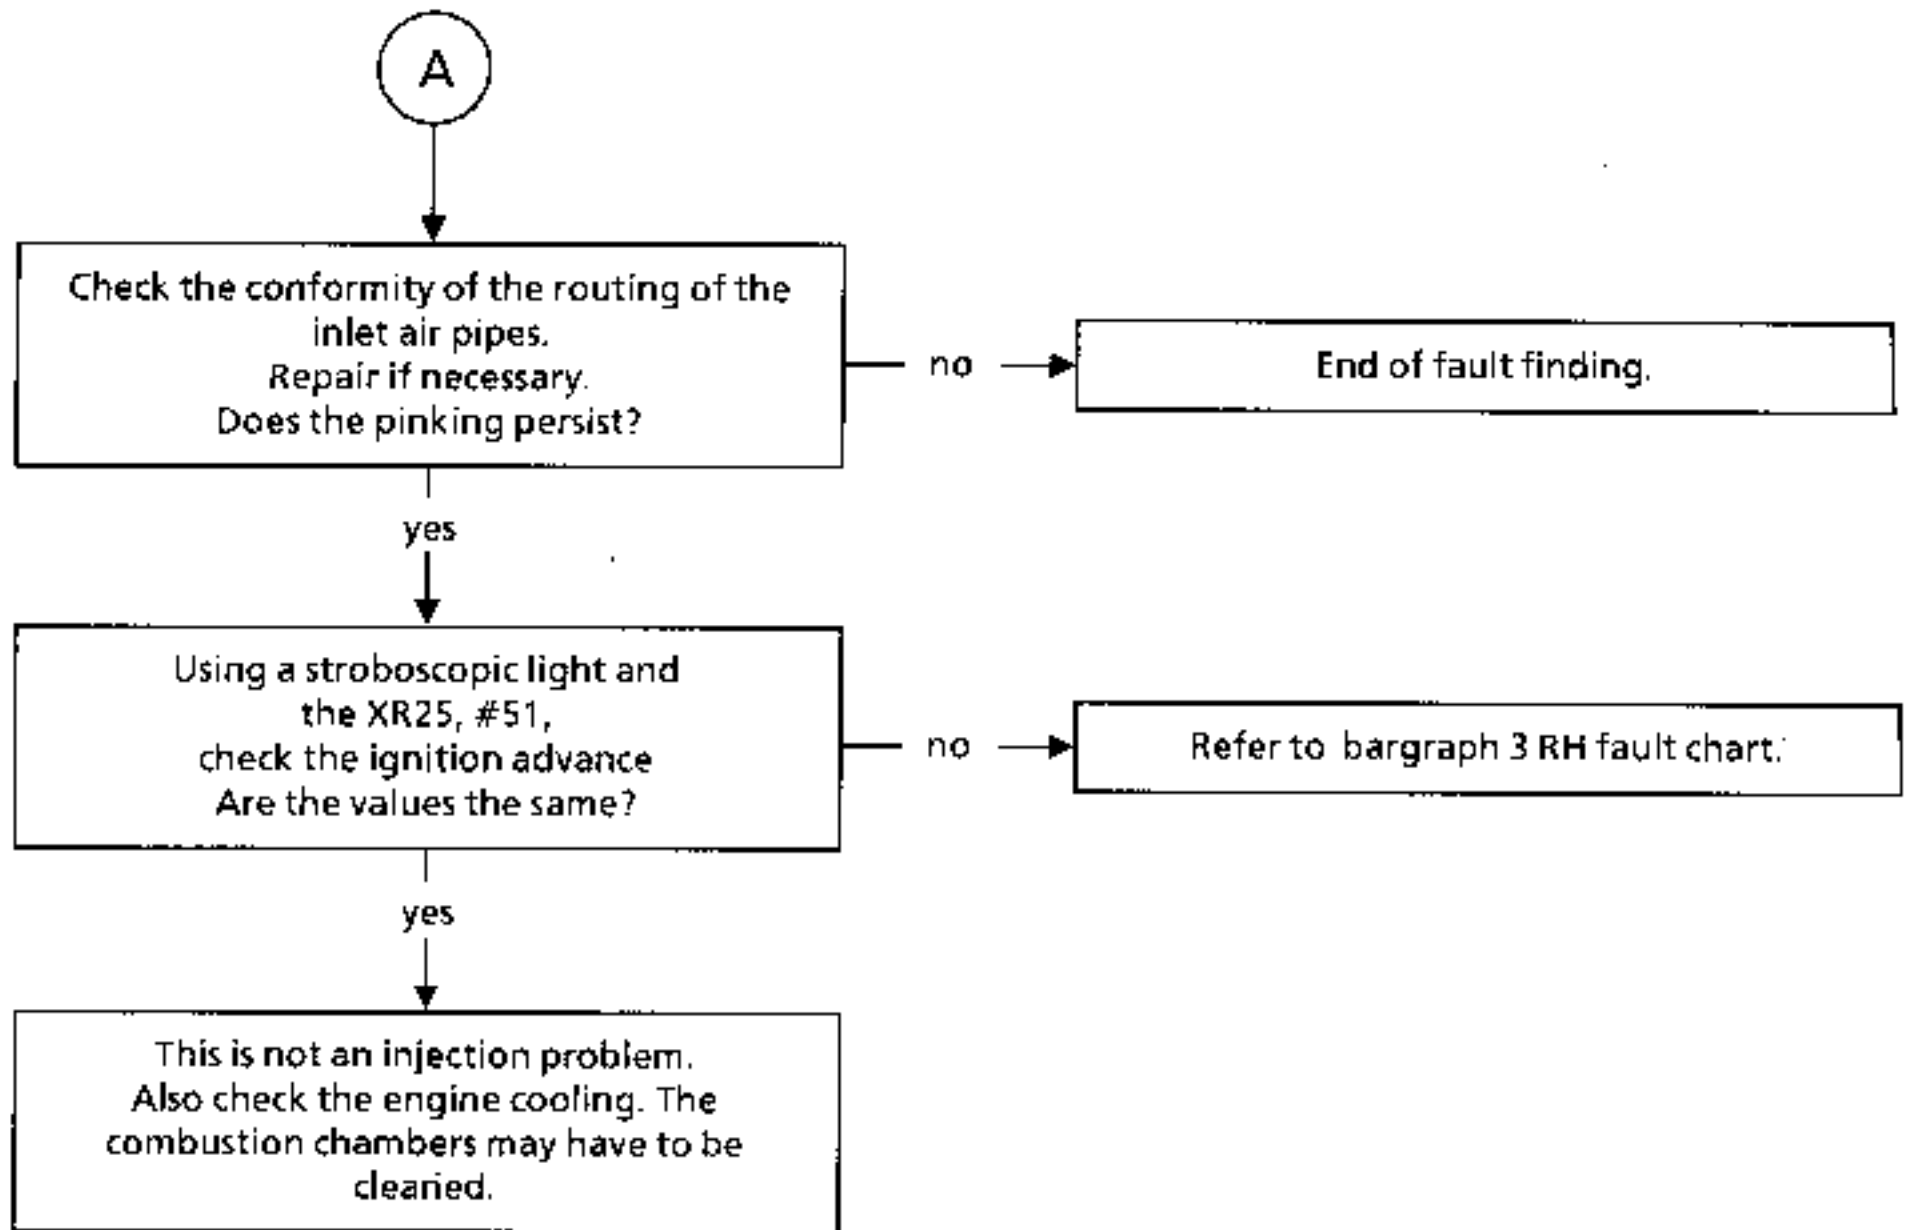 A
Check the conformity of the routing of the
inlet air pipes.
Repair if necessary.
Does the pinking persist?
no
End of fault finding.
yes
Using a stroboscopic light and
the XR25, #51,
check the ignition advance
Are the values the same?
no
Refer to bargraph 3 RH fault chart.
yes
This is not an injection problem.
Also check the engine cooling. The
combustion chambers may have to be
cleaned.